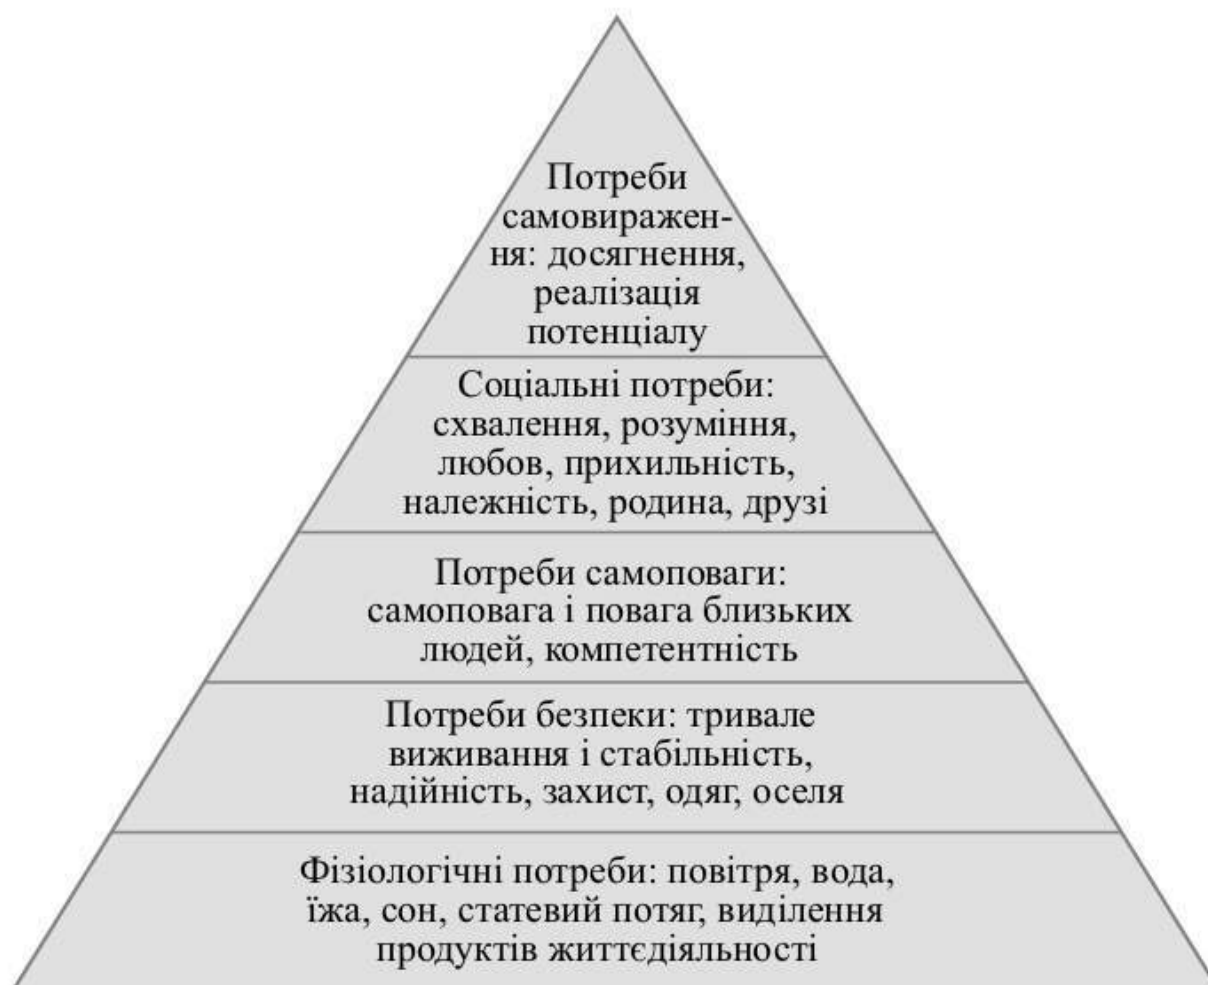 Потреби
самовиражен-
ня: досягнення,
реалізація
потенціалу
Соціальні потреби:
схвалення, розуміння,
любов, прихильність,
належність, родина, друзі
Потреби самоповаги:
самоповага і повага близьких
людей, компетентність
Потреби безпеки: тривале
виживання і стабільність,
надійність, захист, одяг, оселя
Фізіологічні потреби: повітря, вода,
їжа, сон, статевий потяг, виділення
продуктів життєдіяльності